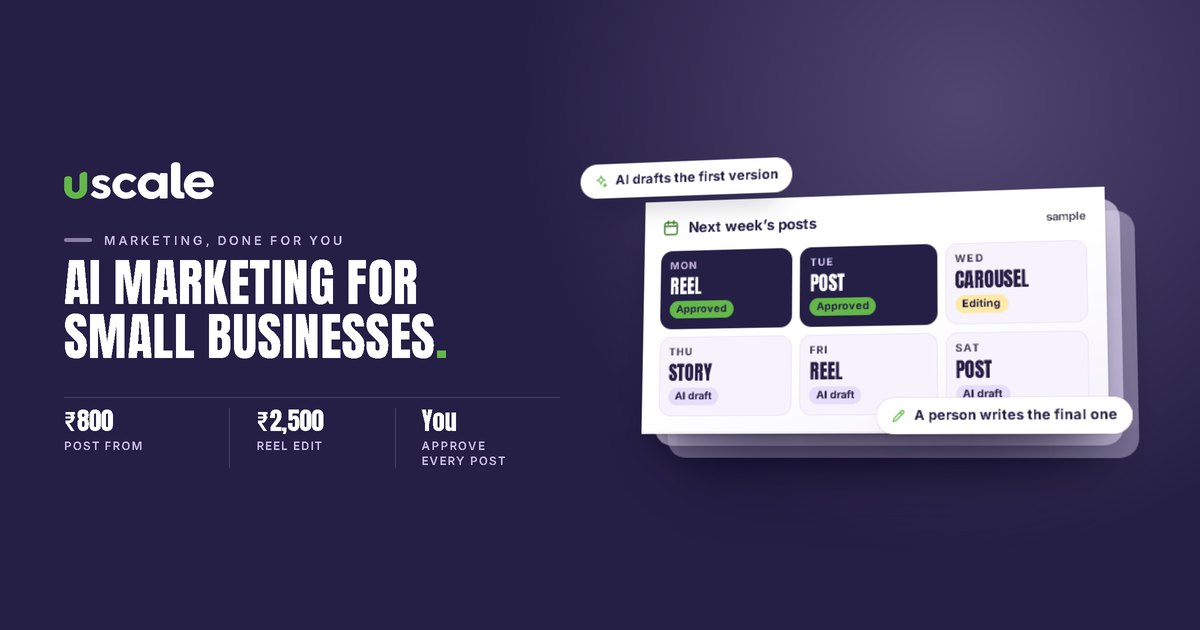 uscale
MARKETING, DONE FOR YOU
AI MARKETING FOR
SMALL BUSINESSES.
₹800
POST FROM
₹2,500
REEL EDIT
You
APPROVE
EVERY POST
AI drafts the first version
Next week’s posts
sample
MON
REEL
Approved
TUE
POST
Approved
WED
CAROUSEL
Editing
THU
STORY
AI draft
FRI
REEL
AI draft
SAT
POST
AI draft
A person writes the final one